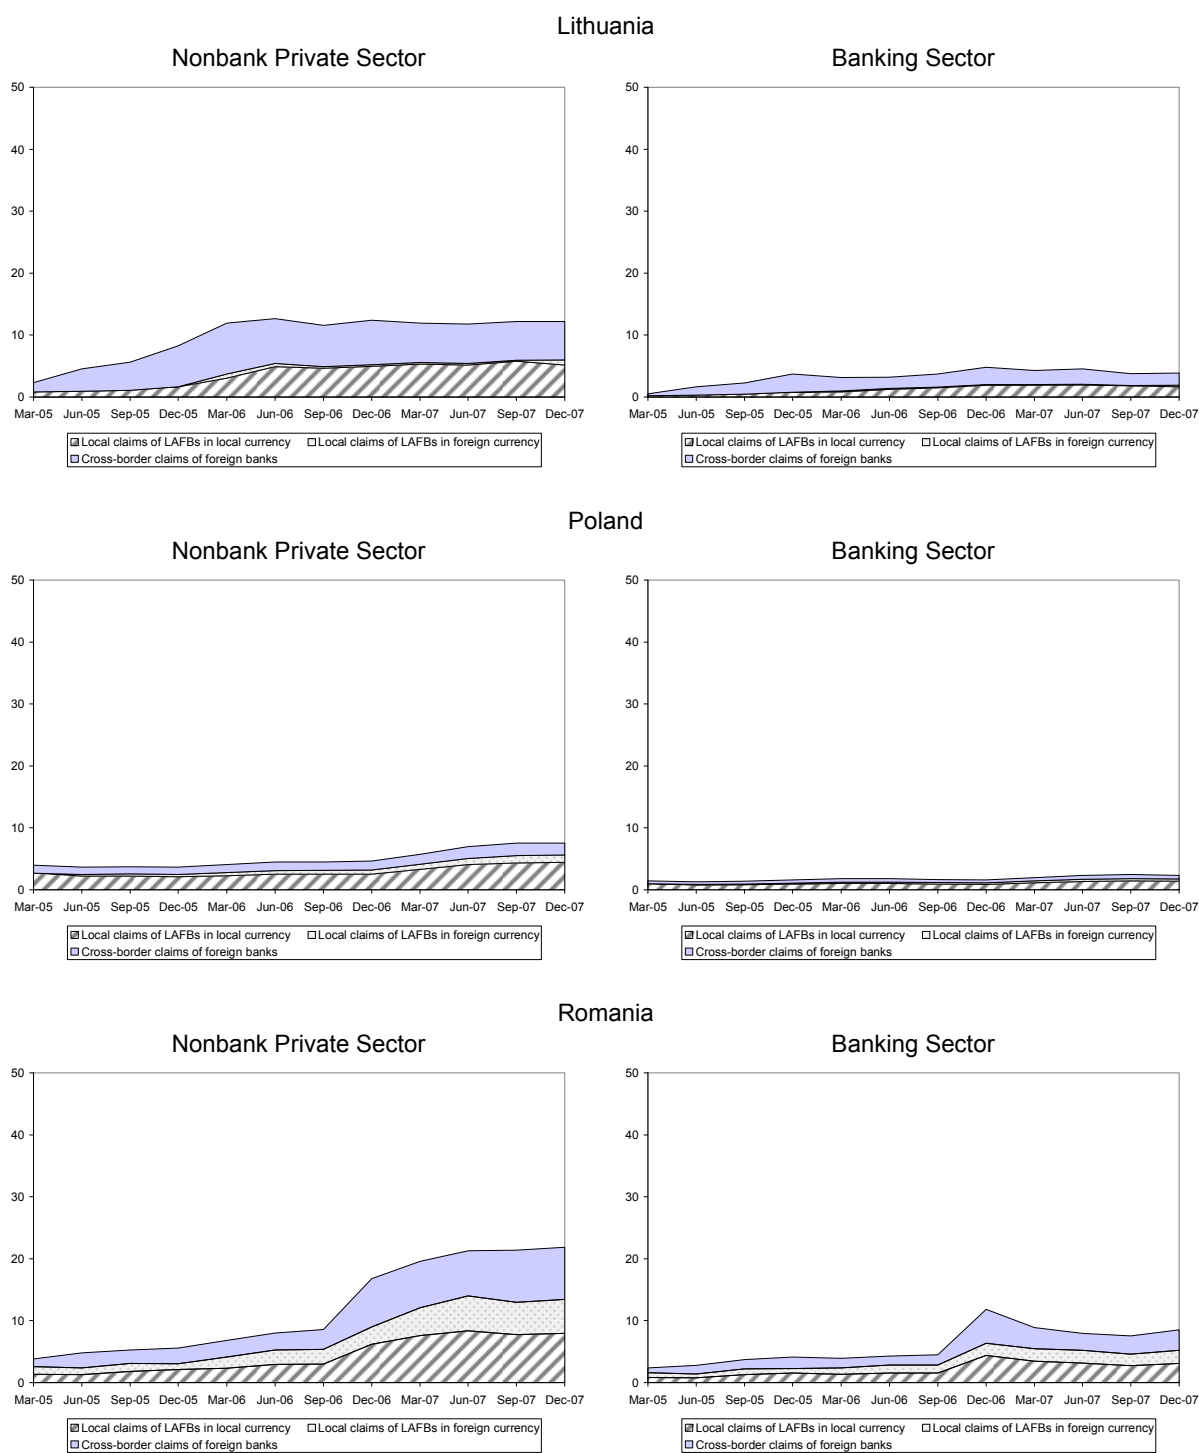 Lithuania
Nonbank Private Sector
Banking Sector
50
40
30
20
10
0
Mar-05 Jun-05 Sep-05 Dec-05 Mar-06 Jun-06 Sep-06 Dec-06 Mar-07 Jun-07 Sep-07 Dec-07
Local claims of LAFBs in local currency Local claims of LAFBs in foreign currency
Cross-border claims of foreign banks
50
40
30
20
10
0
Mar-05 Jun-05 Sep-05 Dec-05 Mar-06 Jun-06 Sep-06 Dec-06 Mar-07 Jun-07 Sep-07 Dec-07
Local claims of LAFBs in local currency Local claims of LAFBs in foreign currency
Cross-border claims of foreign banks
Poland
Nonbank Private Sector
Banking Sector
50
40
30
20
10
0
Mar-05 Jun-05 Sep-05 Dec-05 Mar-06 Jun-06 Sep-06 Dec-06 Mar-07 Jun-07 Sep-07 Dec-07
Local claims of LAFBs in local currency Local claims of LAFBs in foreign currency
Cross-border claims of foreign banks
50
40
30
20
10
0
Mar-05 Jun-05 Sep-05 Dec-05 Mar-06 Jun-06 Sep-06 Dec-06 Mar-07 Jun-07 Sep-07 Dec-07
Local claims of LAFBs in local currency Local claims of LAFBs in foreign currency
Cross-border claims of foreign banks
Romania
Nonbank Private Sector
Banking Sector
50
40
30
20
10
0
Mar-05 Jun-05 Sep-05 Dec-05 Mar-06 Jun-06 Sep-06 Dec-06 Mar-07 Jun-07 Sep-07 Dec-07
Local claims of LAFBs in local currency Local claims of LAFBs in foreign currency
Cross-border claims of foreign banks
50
40
30
20
10
0
Mar-05 Jun-05 Sep-05 Dec-05 Mar-06 Jun-06 Sep-06 Dec-06 Mar-07 Jun-07 Sep-07 Dec-07
Local claims of LAFBs in local currency Local claims of LAFBs in foreign currency
Cross-border claims of foreign banks